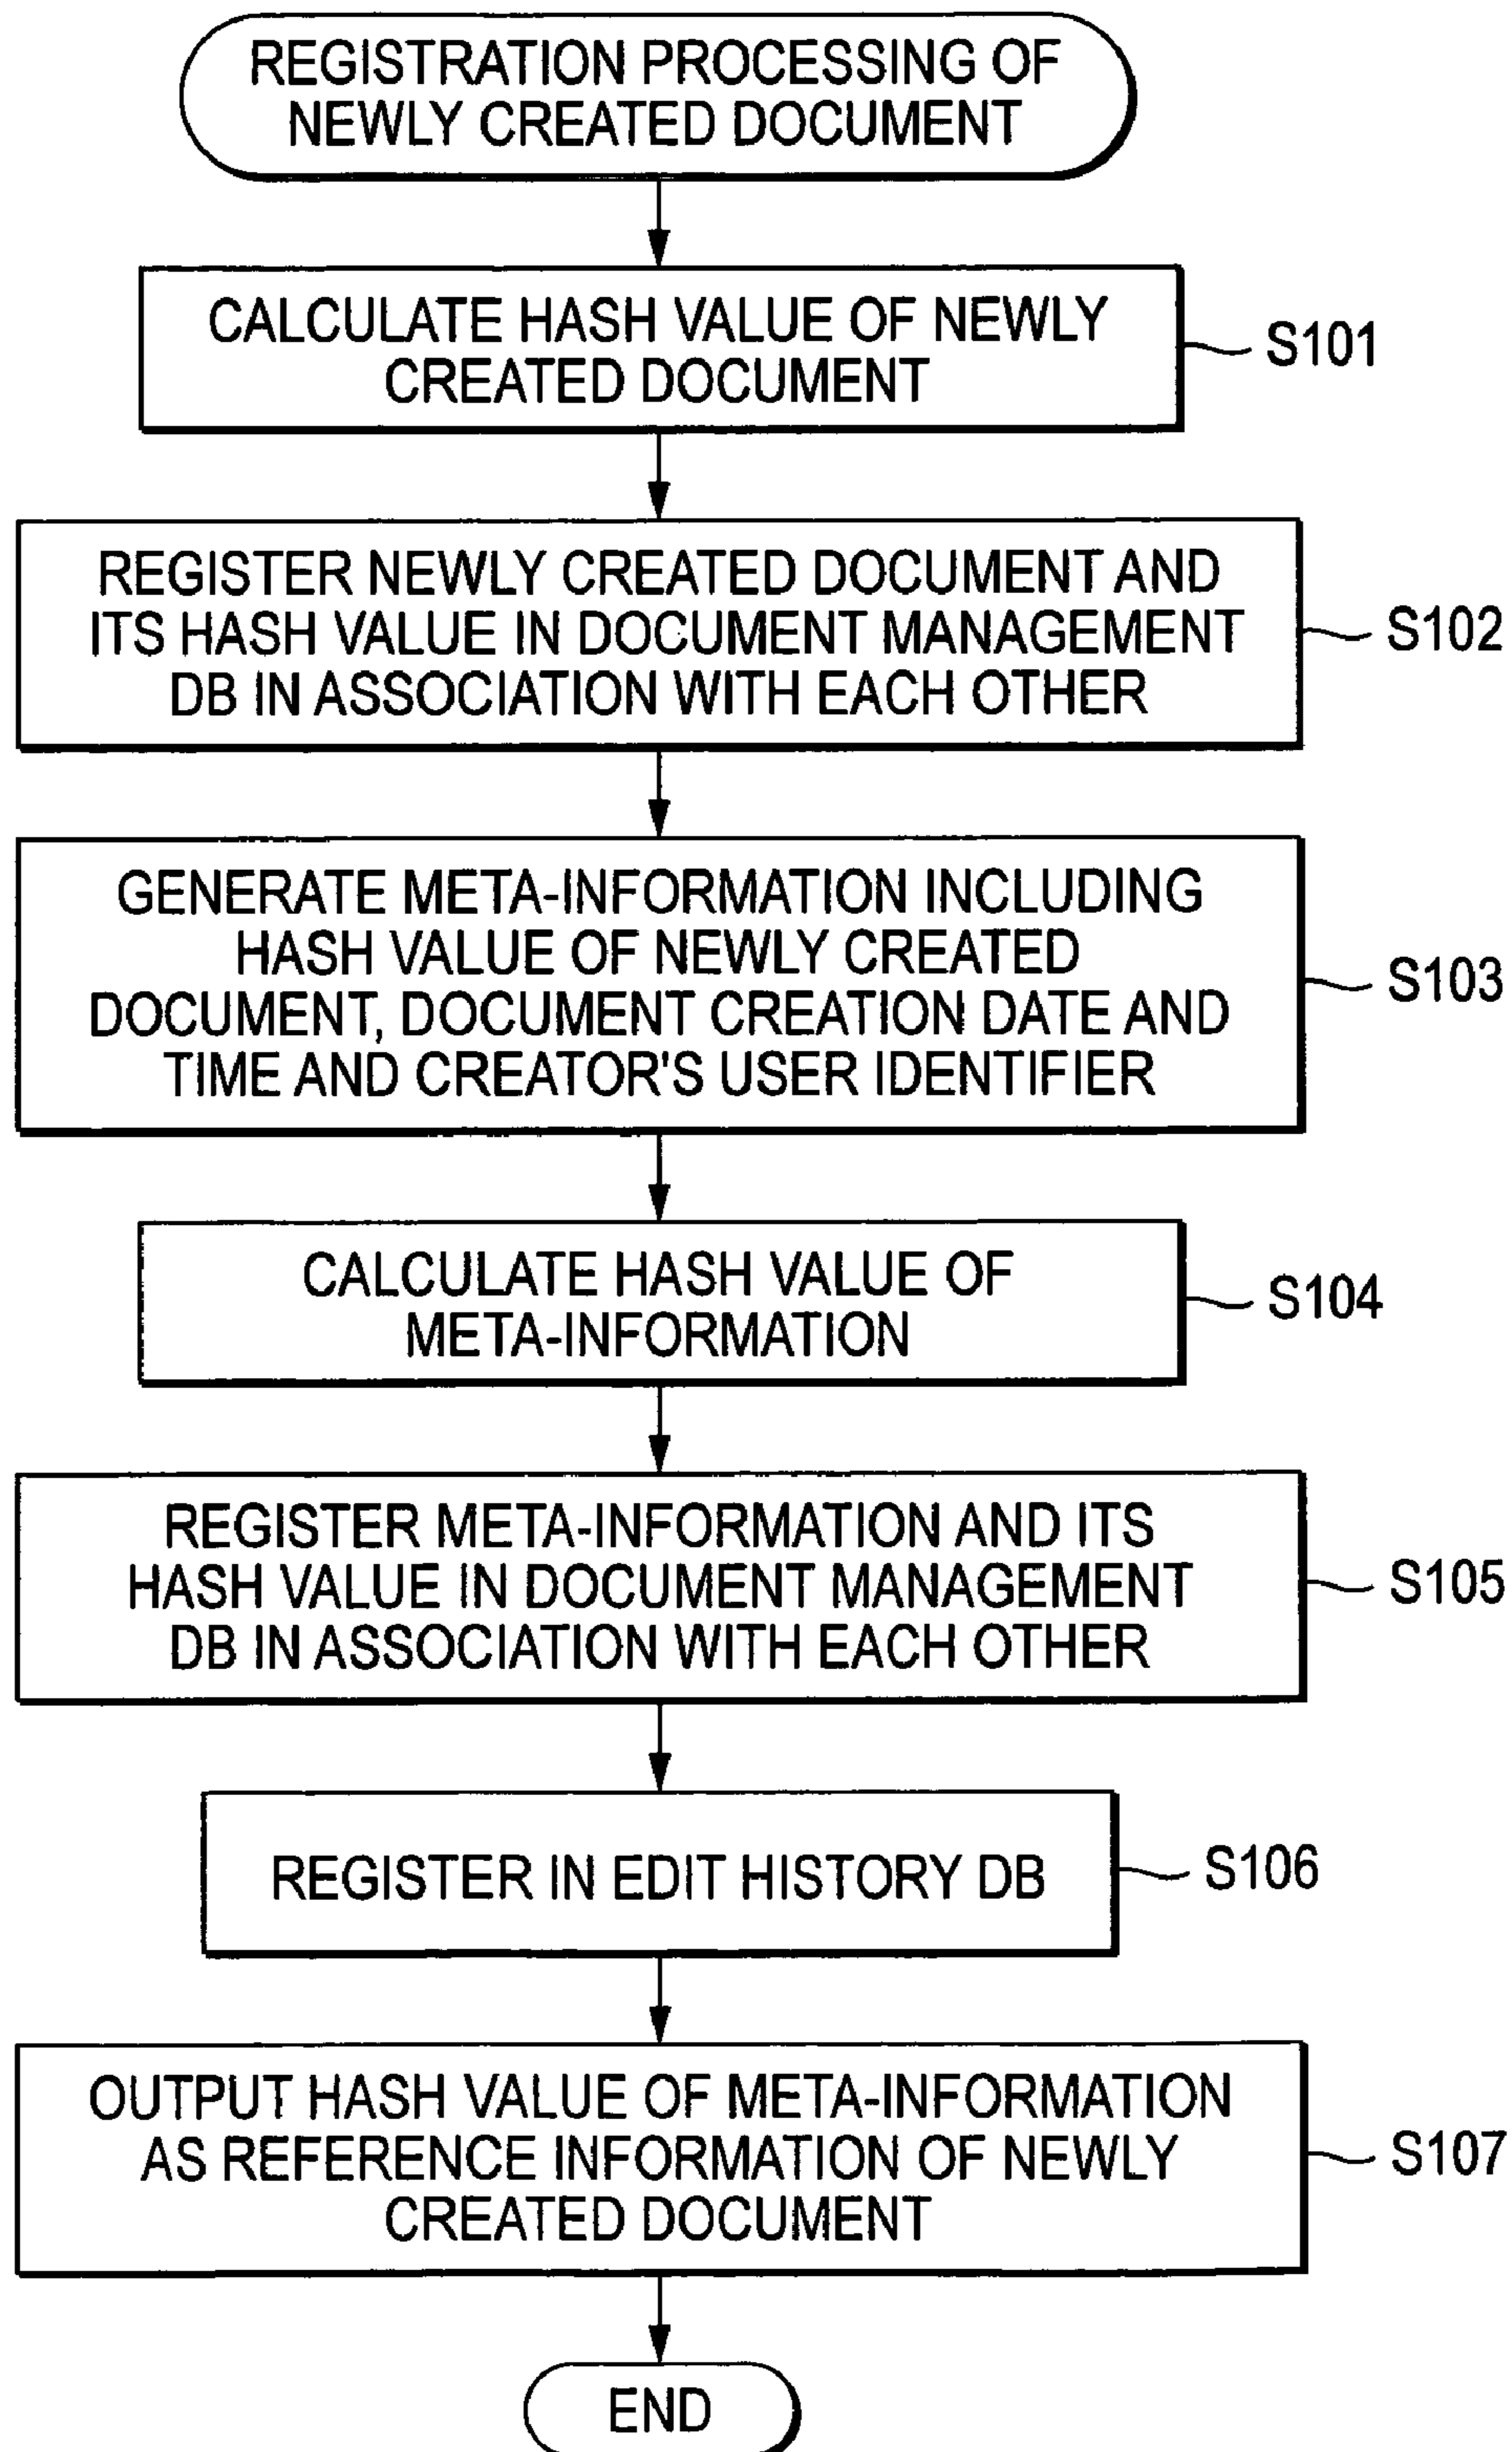 REGISTRATION PROCESSING OF
NEWLY CREATED DOCUMENT
CALCULATE HASH VALUE OF NEWLY
CREATED DOCUMENT
S101
REGISTER NEWLY CREATED DOCUMENT AND
ITS HASH VALUE IN DOCUMENT MANAGEMENT
DB IN ASSOCIATION WITH EACH OTHER
S102
GENERATE META-INFORMATION INCLUDING
HASH VALUE OF NEWLY CREATED
DOCUMENT, DOCUMENT CREATION DATE AND
TIME AND CREATOR'S USER IDENTIFIER
S103
CALCULATE HASH VALUE OF
META-INFORMATION
S104
REGISTER META-INFORMATION AND ITS
HASH VALUE IN DOCUMENT MANAGEMENT
DB IN ASSOCIATION WITH EACH OTHER
S105
REGISTER IN EDIT HISTORY DB
S106
OUTPUT HASH VALUE OF META-INFORMATION
AS REFERENCE INFORMATION OF NEWLY
CREATED DOCUMENT
S107
END